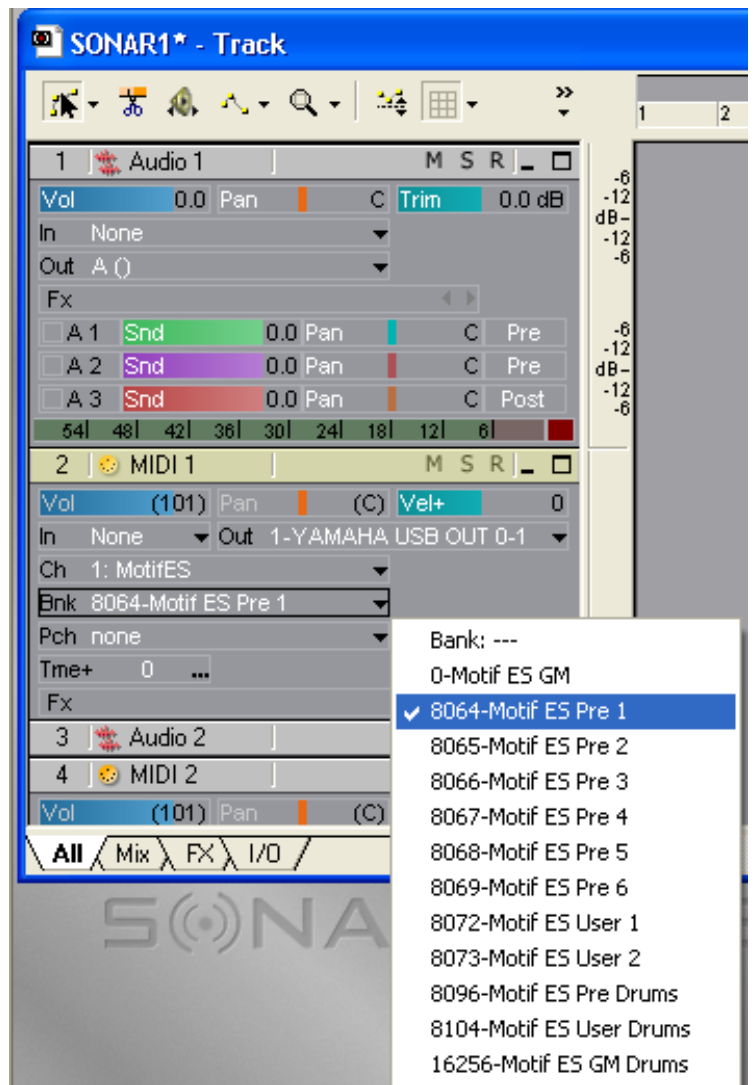 SONAR1* - Track
1 2
1 Audio 1 M S R
Vol 0.0 Pan C Trim 0.0 dB
In None
Out A ()
Fx
A 1 Snd 0.0 Pan C Pre
A 2 Snd 0.0 Pan C Pre
A 3 Snd 0.0 Pan C Post
54 48 42 36 30 24 18 12 6
-6
-12
dB-
-12
-6
-6
-12
dB-
-12
-6
2 MIDI 1 M S R
Vol (101) Pan (C) Vel+ 0
In None Out 1-YAMAHA USB OUT 0-1
Ch 1: MotifES
Bnk 8064-Motif ES Pre 1
Pch none
Tme+ 0 ...
Fx
3 Audio 2
4 MIDI 2
Vol (101) Pan (C)
All Mix FX I/O
Bank: ---
0-Motif ES GM
8064-Motif ES Pre 1
8065-Motif ES Pre 2
8066-Motif ES Pre 3
8067-Motif ES Pre 4
8068-Motif ES Pre 5
8069-Motif ES Pre 6
8072-Motif ES User 1
8073-Motif ES User 2
8096-Motif ES Pre Drums
8104-Motif ES User Drums
16256-Motif ES GM Drums
SONA